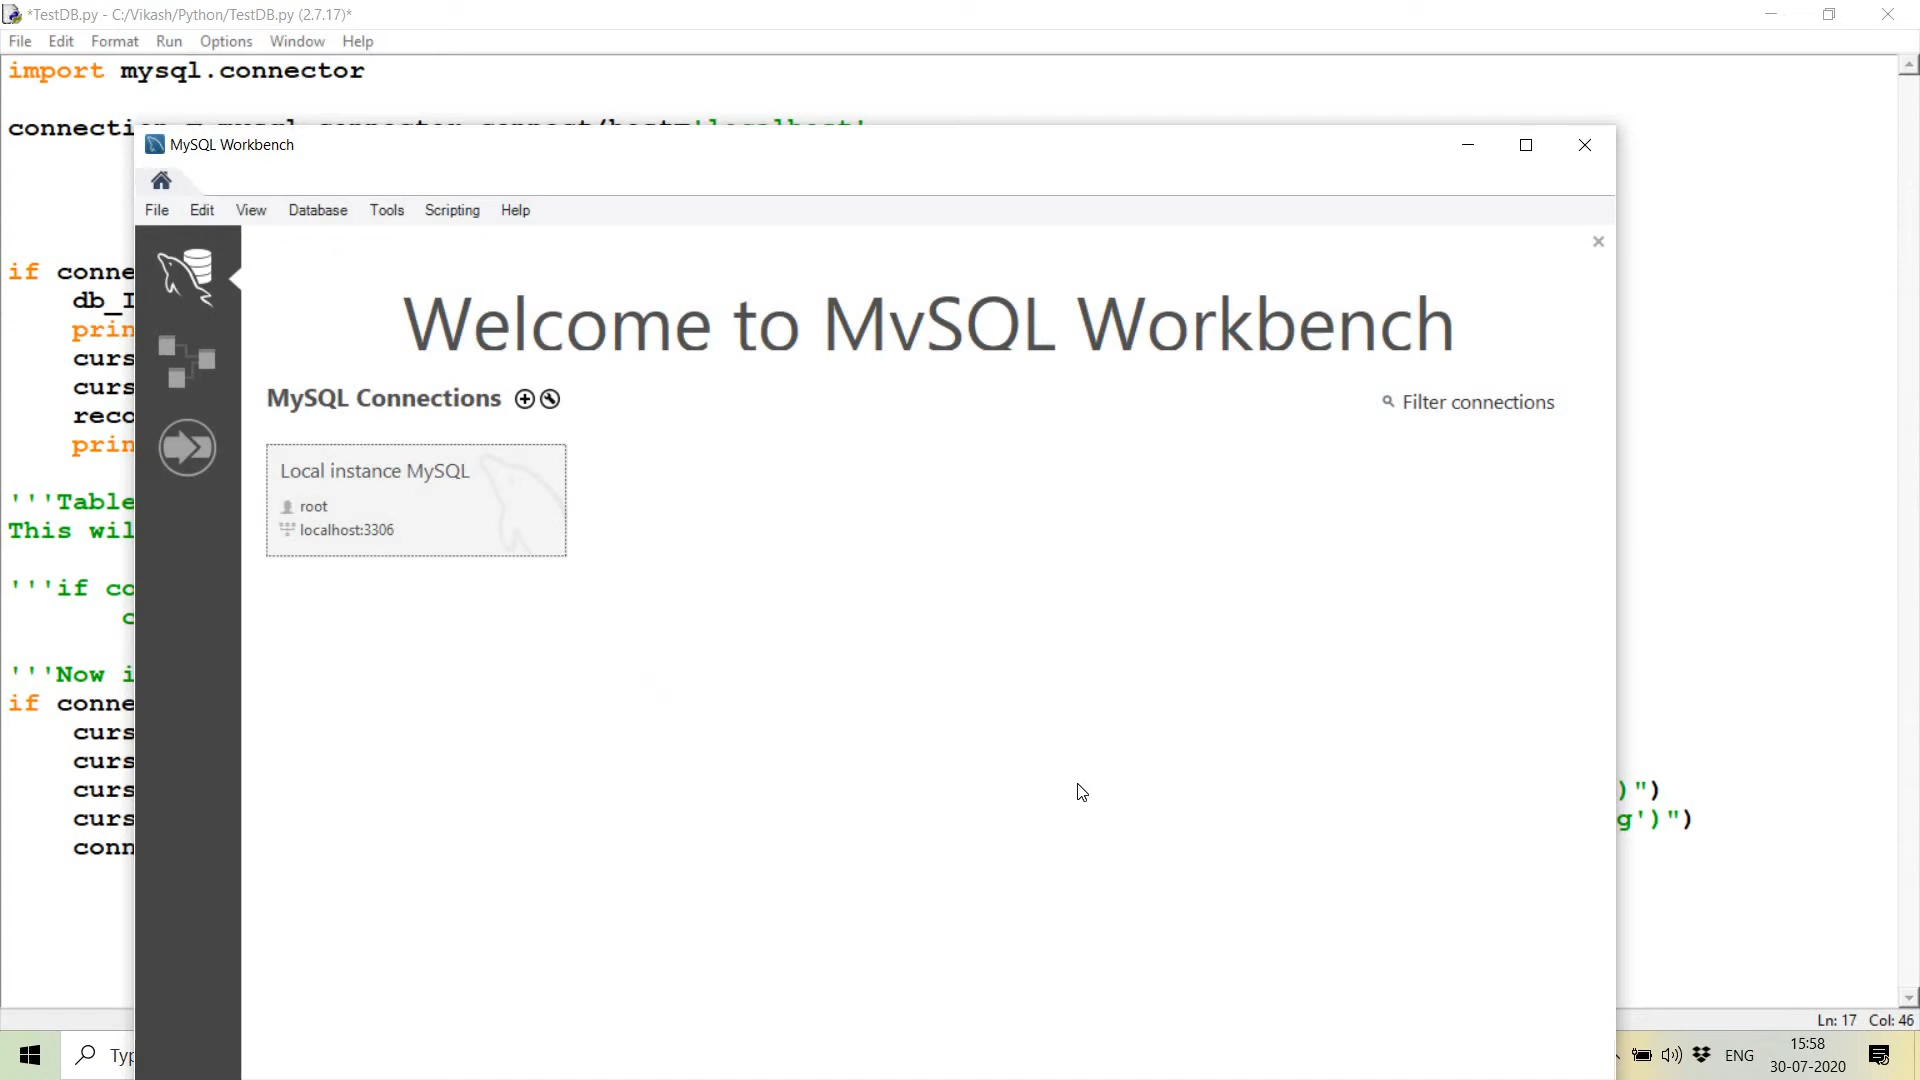 *TestDB.py - C:/Vikash/Python/TestDB.py (2.7.17)*
File Edit Format Run Options Window Help
import mysql.connector
MySQL Workbench
File Edit View Database Tools Scripting Help
if conne
db_I
prin
curs
curs
reco
prin
'''Table
This wil
'''if co
c
'''Now i
if conne
curs
curs
curs
curs
conn
Welcome to MySQL Workbench
MySQL Connections
Filter connections
Local instance MySQL
root
localhost:3306
)")
g')")
Ln: 17 Col: 46
Typ
ENG
15:58
30-07-2020